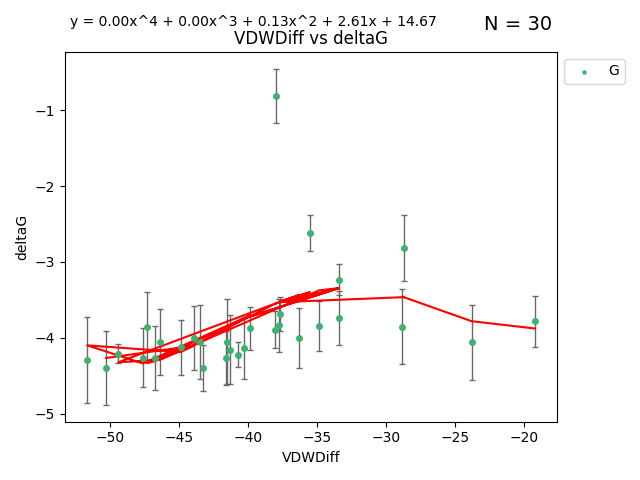 y = 0.00x^4 + 0.00x^3 + 0.13x^2 + 2.61x + 14.67
N = 30
VDWDiff vs deltaG
G
deltaG
−1
−2
−3
−4
−5
−50 −45 −40 −35 −30 −25 −20
VDWDiff